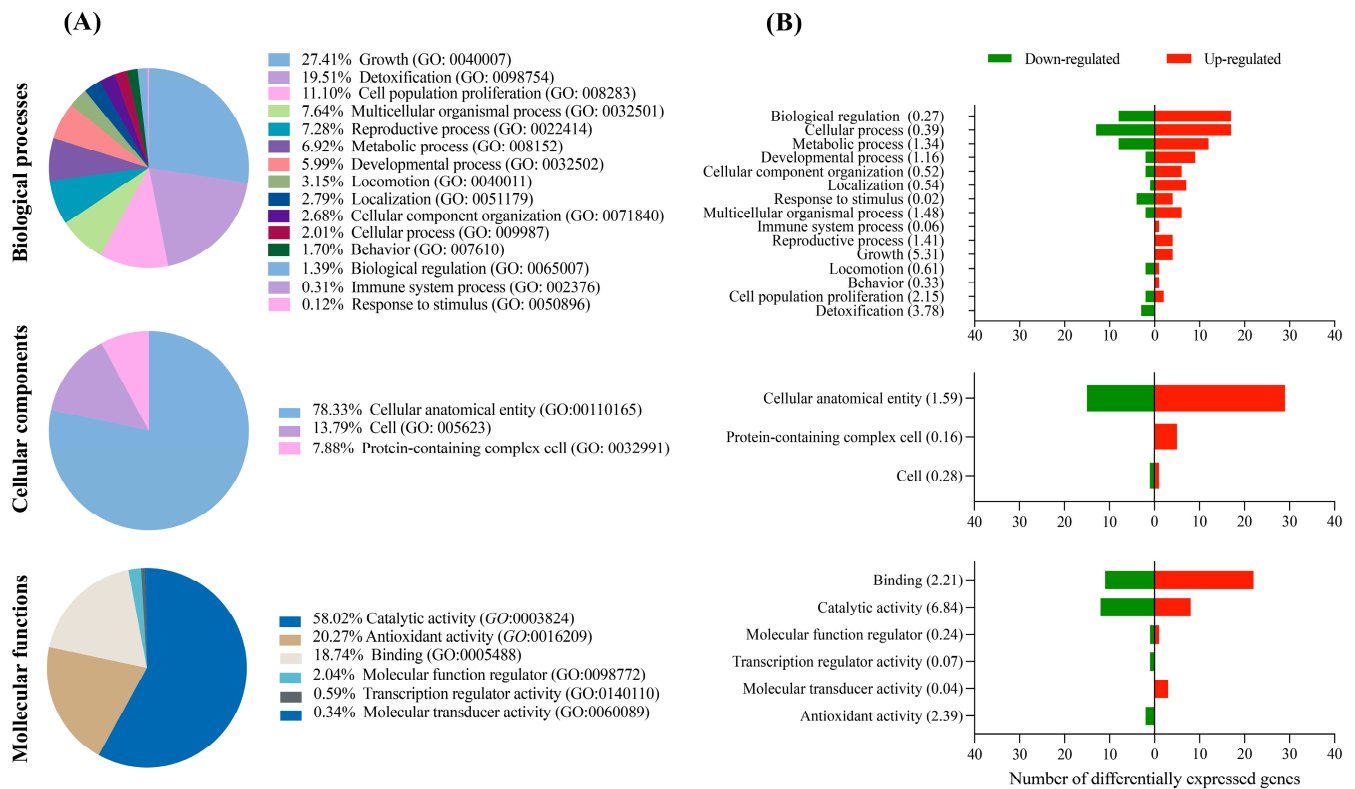 (A)
Biological processes
27.41% Growth (GO: 0040007)
19.51% Detoxification (GO: 0098754)
11.10% Cell population proliferation (GO: 008283)
7.64% Multicellular organismal process (GO: 0032501)
7.28% Reproductive process (GO: 0022414)
6.92% Metabolic process (GO: 008152)
5.99% Developmental process (GO: 0032502)
3.15% Locomotion (GO: 0040011)
2.79% Localization (GO: 0051179)
2.68% Cellular component organization (GO: 0071840)
2.01% Cellular process (GO: 009987)
1.70% Behavior (GO: 007610)
1.39% Biological regulation (GO: 0065007)
0.31% Immune system process (GO: 002376)
0.12% Response to stimulus (GO: 0050896)
Cellular components
78.33% Cellular anatomical entity (GO:00110165)
13.79% Cell (GO: 005623)
7.88% Protein-containing complex cell (GO: 0032991)
Mollecular functions
58.02% Catalytic activity (GO:0003824)
20.27% Antioxidant activity (GO:0016209)
18.74% Binding (GO:0005488)
2.04% Molecular function regulator (GO:0098772)
0.59% Transcription regulator activity (GO:0140110)
0.34% Molecular transducer activity (GO:0060089)
(B)
Down-regulated Up-regulated
Biological regulation (0.27)
Cellular process (0.39)
Metabolic process (1.34)
Developmental process (1.16)
Cellular component organization (0.52)
Localization (0.54)
Response to stimulus (0.02)
Multicellular organismal process (1.48)
Immune system process (0.06)
Reproductive process (1.41)
Growth (5.31)
Locomotion (0.61)
Behavior (0.33)
Cell population proliferation (2.15)
Detoxification (3.78)
40 30 20 10 0 10 20 30 40
Cellular anatomical entity (1.59)
Protein-containing complex cell (0.16)
Cell (0.28)
40 30 20 10 0 10 20 30 40
Binding (2.21)
Catalytic activity (6.84)
Molecular function regulator (0.24)
Transcription regulator activity (0.07)
Molecular transducer activity (0.04)
Antioxidant activity (2.39)
40 30 20 10 0 10 20 30 40
Number of differentially expressed genes